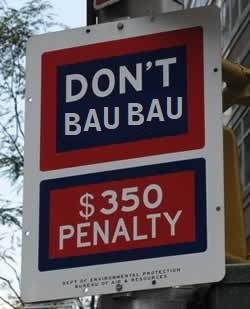 DON'T
BAU BAU
$350
PENALTY
DEPT OF ENVIRONMENTAL PROTECTION
BUREAU OF AIR & RESOURCES